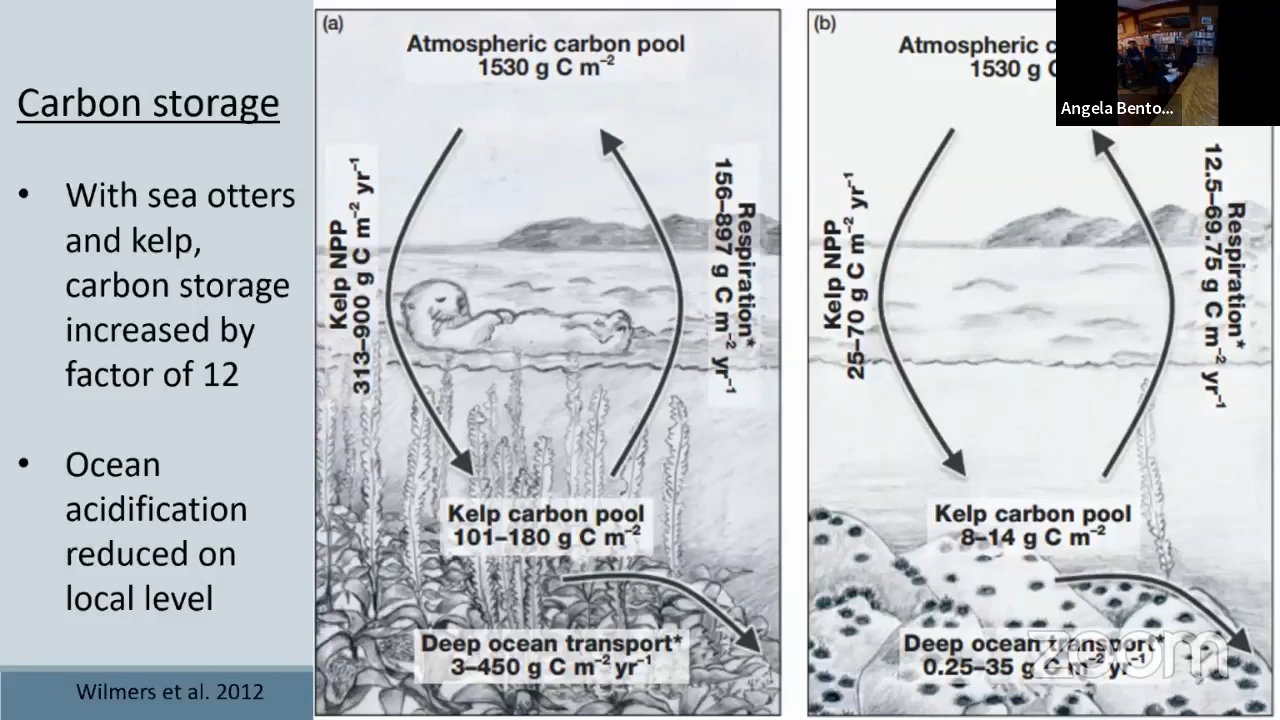 Carbon storage
• With sea otters
and kelp,
carbon storage
increased by
factor of 12
• Ocean
acidification
reduced on
local level
Wilmers et al. 2012
(a)
Atmospheric carbon pool
1530 g C m⁻²
Kelp NPP
313–900 g C m⁻² yr⁻¹
Respiration*
156–897 g C m⁻² yr⁻¹
Kelp carbon pool
101–180 g C m⁻²
Deep ocean transport*
3–450 g C m⁻² yr⁻¹
(b)
Atmospheric c
1530 g C
Kelp NPP
25–70 g C m⁻² yr⁻¹
Respiration*
12.5–69.75 g C m⁻² yr⁻¹
Kelp carbon pool
8–14 g C m⁻²
Deep ocean transport*
0.25–35 g C m⁻² yr⁻¹
Angela Bento...
zoom